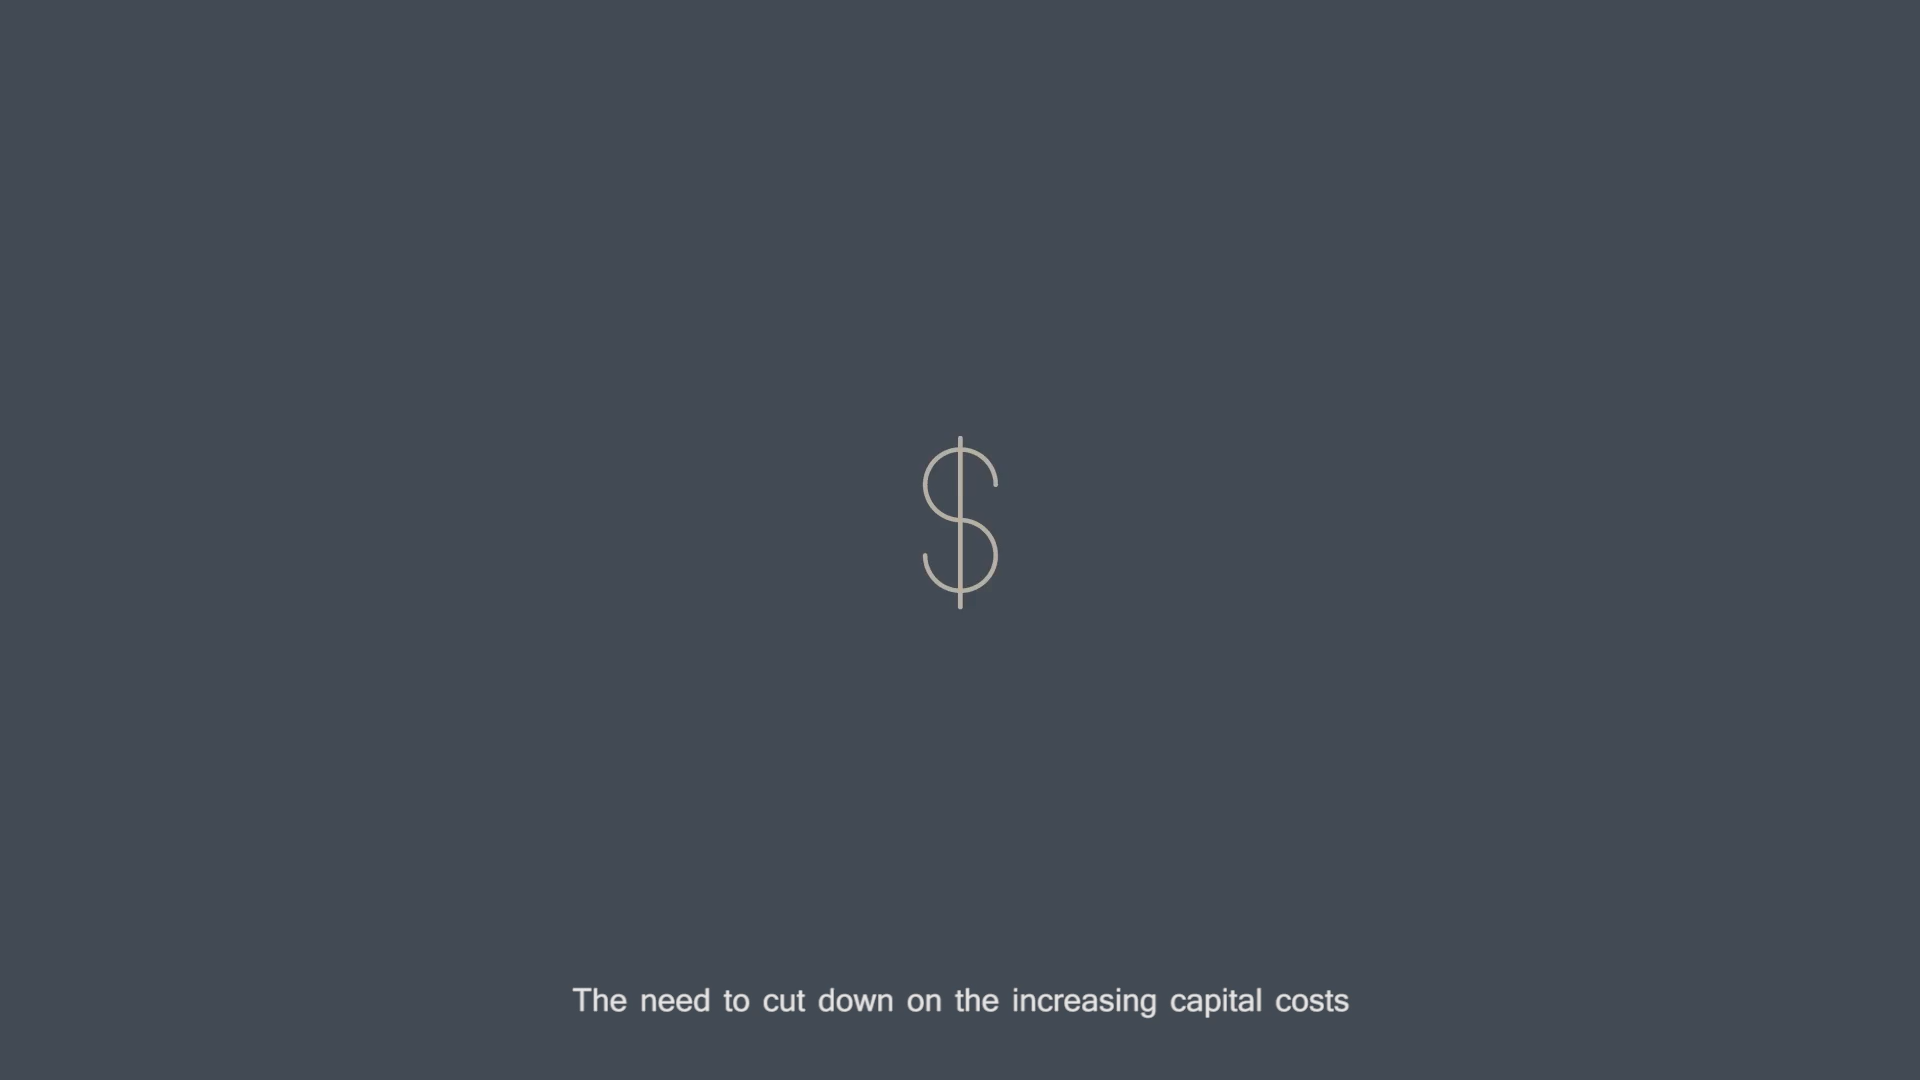 $
The need to cut down on the increasing capital costs